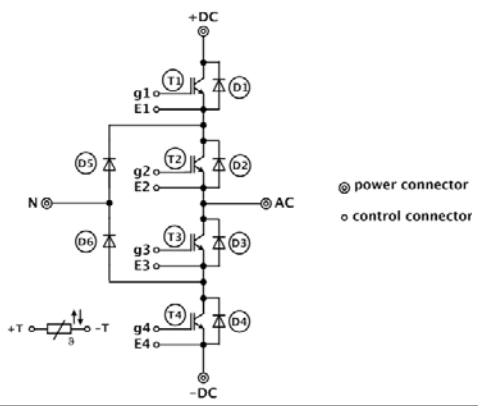 +DC
T1
D1
g1
E1
D5
T2
D2
g2
E2
power connector
N
AC
control connector
D6
T3
D3
g3
E3
T4
D4
+T
-T
g4
ϑ
E4
-DC